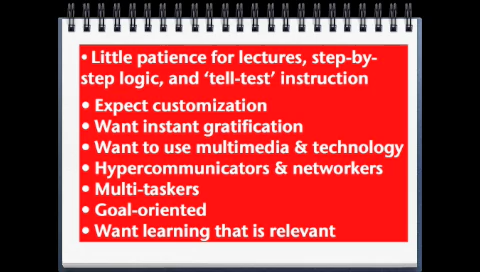 • Little patience for lectures, step-by-
step logic, and ‘tell-test’ instruction
• Expect customization
• Want instant gratification
• Want to use multimedia & technology
• Hypercommunicators & networkers
• Multi-taskers
• Goal-oriented
• Want learning that is relevant